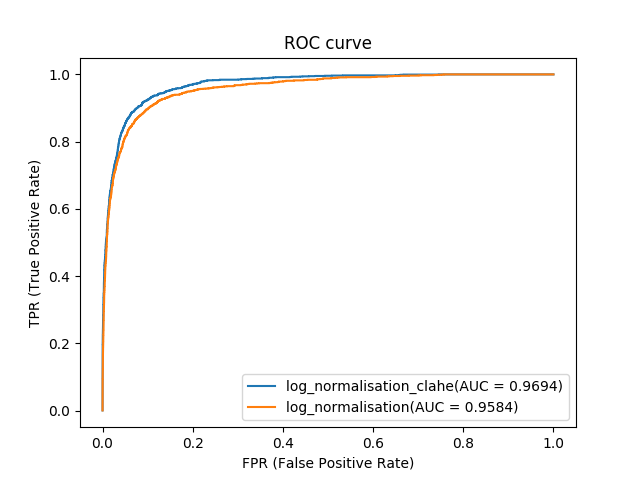 ROC curve
TPR (True Positive Rate)
1.0
0.8
0.6
0.4
0.2
0.0
log_normalisation_clahe(AUC = 0.9694)
log_normalisation(AUC = 0.9584)
0.0 0.2 0.4 0.6 0.8 1.0
FPR (False Positive Rate)